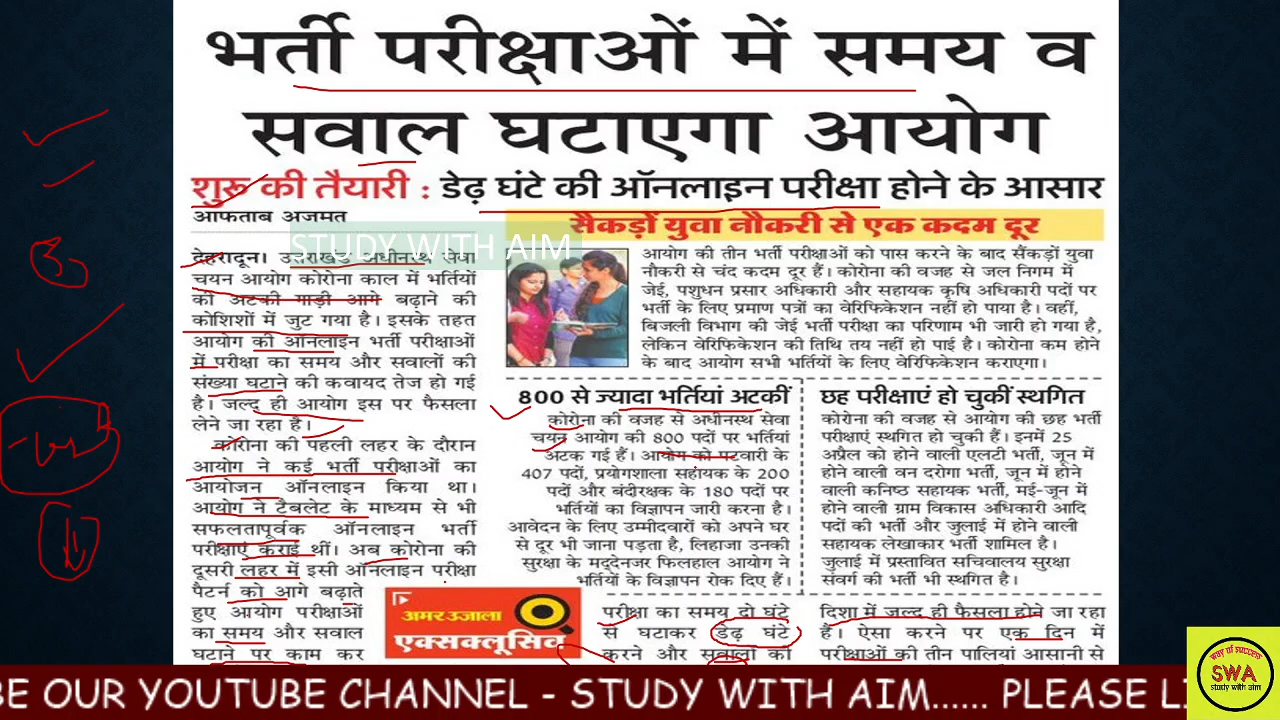 भर्ती परीक्षाओं में समय व
सवाल घटाएगा आयोग
शुरू की तैयारी : डेढ़ घंटे की ऑनलाइन परीक्षा होने के आसार
आफताब अजमत
STUDY WITH AIM
देहरादून। उत्तराखंड अधीनस्थ सेवा
चयन आयोग कोरोना काल में भर्तियों
की अटकी गाड़ी आगे बढ़ाने की
कोशिशों में जुट गया है। इसके तहत
आयोग की ऑनलाइन भर्ती परीक्षाओं
में परीक्षा का समय और सवालों की
संख्या घटाने की कवायद तेज हो गई
है। जल्द ही आयोग इस पर फैसला
लेने जा रहा है।
कोरोना की पहली लहर के दौरान
आयोग ने कई भर्ती परीक्षाओं का
आयोजन ऑनलाइन किया था।
आयोग ने टैबलेट के माध्यम से भी
सफलतापूर्वक ऑनलाइन भर्ती
परीक्षाएं कराई थीं। अब कोरोना की
दूसरी लहर में इसी ऑनलाइन परीक्षा
पैटर्न को आगे बढ़ाते
हुए आयोग परीक्षाओं
का समय और सवाल
घटाने पर काम कर
अमर उजाला
एक्सक्लूसिव
सैकड़ों युवा नौकरी से एक कदम दूर
आयोग की तीन भर्ती परीक्षाओं को पास करने के बाद सैंकड़ों युवा
नौकरी से चंद कदम दूर हैं। कोरोना की वजह से जल निगम में
जेई, पशुधन प्रसार अधिकारी और सहायक कृषि अधिकारी पदों पर
भर्ती के लिए प्रमाण पत्रों का वेरिफिकेशन नहीं हो पाया है। वहीं,
बिजली विभाग की जेई भर्ती परीक्षा का परिणाम भी जारी हो गया है,
लेकिन वेरिफिकेशन की तिथि तय नहीं हो पाई है। कोरोना कम होने
के बाद आयोग सभी भर्तियों के लिए वेरिफिकेशन कराएगा।
800 से ज्यादा भर्तियां अटकीं
कोरोना की वजह से अधीनस्थ सेवा
चयन आयोग की 800 पदों पर भर्तियां
अटक गई हैं। आयोग को पटवारी के
407 पदों, प्रयोगशाला सहायक के 200
पदों और बंदीरक्षक के 180 पदों पर
भर्तियों का विज्ञापन जारी करना है।
आवेदन के लिए उम्मीदवारों को अपने घर
से दूर भी जाना पड़ता है, लिहाजा उनकी
सुरक्षा के मद्देनजर फिलहाल आयोग ने
भर्तियों के विज्ञापन रोक दिए हैं।
छह परीक्षाएं हो चुकीं स्थगित
कोरोना की वजह से आयोग की छह भर्ती
परीक्षाएं स्थगित हो चुकी हैं। इनमें 25
अप्रैल को होने वाली एलटी भर्ती, जून में
होने वाली वन दरोगा भर्ती, जून में होने
वाली कनिष्ठ सहायक भर्ती, मई-जून में
होने वाली ग्राम विकास अधिकारी आदि
पदों की भर्ती और जुलाई में होने वाली
सहायक लेखाकार भर्ती शामिल है।
जुलाई में प्रस्तावित सचिवालय सुरक्षा
संवर्ग की भर्ती भी स्थगित है।
परीक्षा का समय दो घंटे
से घटाकर डेढ़ घंटे
करने और सवालों की
दिशा में जल्द ही फैसला होने जा रहा
है। ऐसा करने पर एक दिन में
परीक्षाओं की तीन पालियां आसानी से
BE OUR YOUTUBE CHANNEL - STUDY WITH AIM...... PLEASE LI
way of success
SWA
study with aim